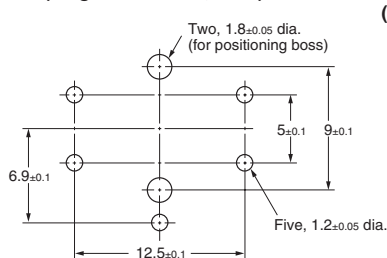 (
Two, 1.8±0.05 dia.
(for positioning boss)
5±0.1
9±0.1
6.9±0.1
Five, 1.2±0.05 dia.
12.5±0.1